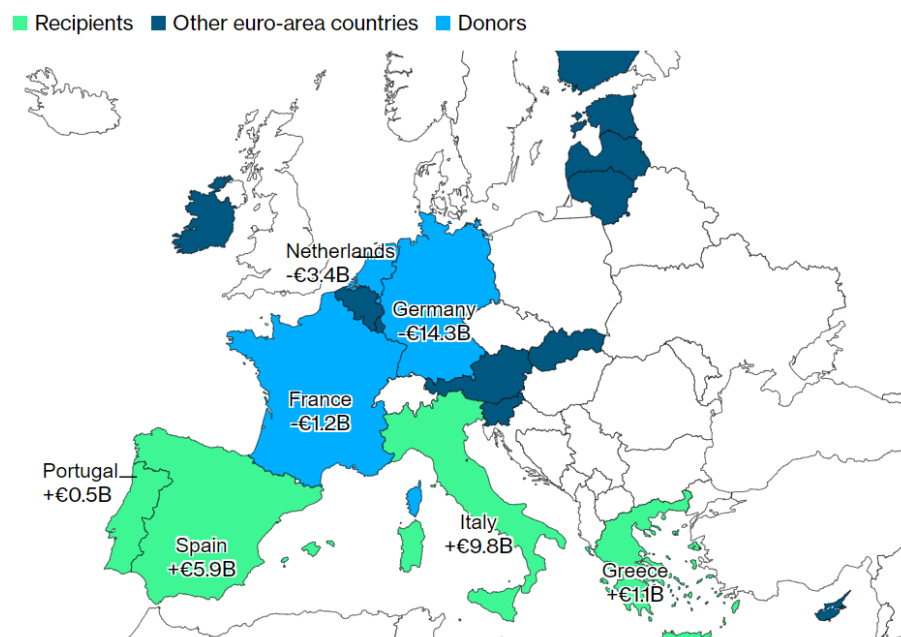 Recipients
Other euro-area countries
Donors
Netherlands
-€3.4B
Germany
-€14.3B
France
-€1.2B
Portugal
+€0.5B
Spain
+€5.9B
Italy
+€9.8B
Greece
+€1.1B